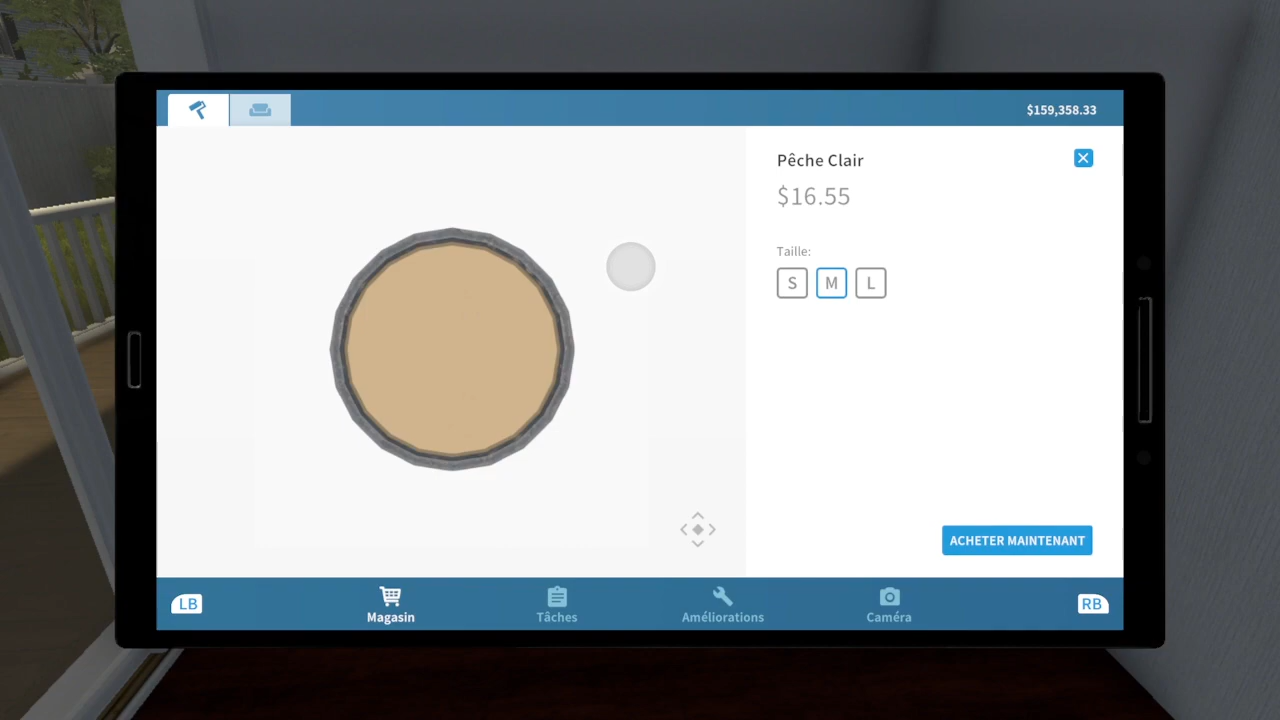 $159,358.33
Pêche Clair
$16.55
Taille:
S M L
ACHETER MAINTENANT
LB
Magasin
Tâches
Améliorations
Caméra
RB